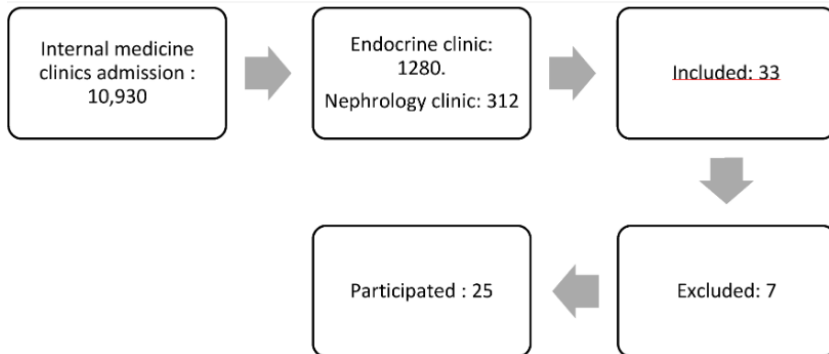 Internal medicine
clinics admission :
10,930
Endocrine clinic:
1280.
Nephrology clinic: 312
Included: 33
Participated : 25
Excluded: 7